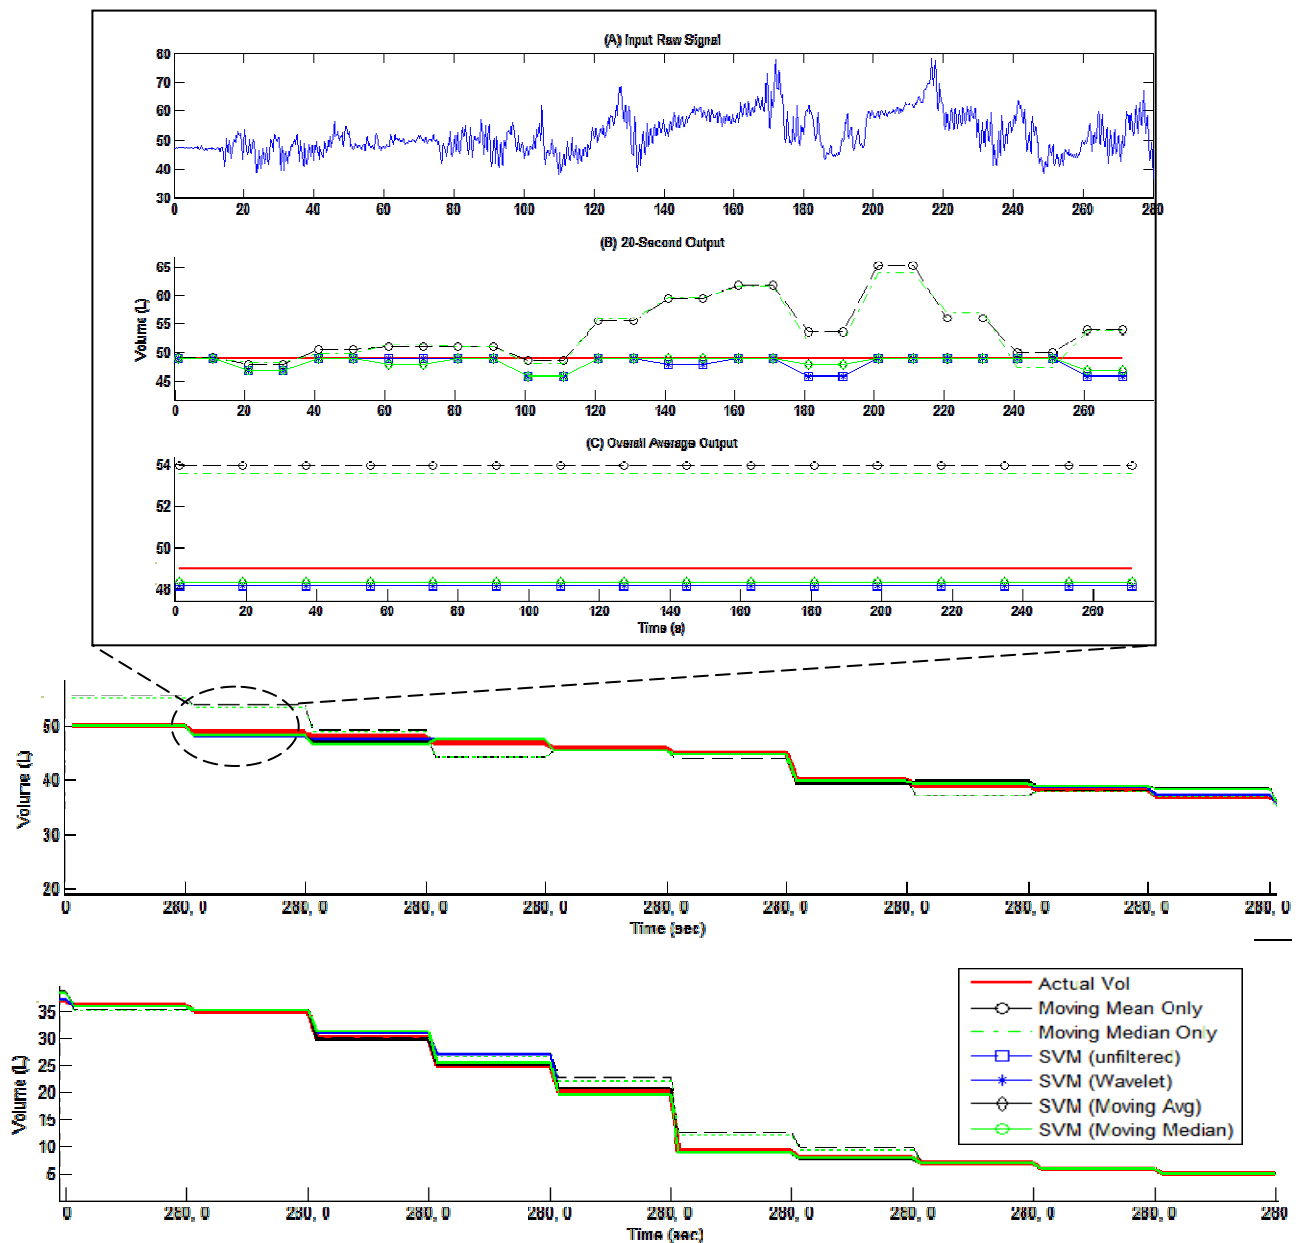 (A) Input Raw Signal
80
70
60
50
40
30
0 20 40 60 80 100 120 140 160 180 200 220 240 260 280
(B) 20-Second Output
Volume (L)
65
60
55
50
45
0 20 40 60 80 100 120 140 160 180 200 220 240 260
(C) Overall Average Output
54
52
50
48
0 20 40 60 80 100 120 140 160 180 200 220 240 260
Time (s)
Volume (L)
50
40
30
20
0 280, 0 280, 0 280, 0 280, 0 280, 0 280, 0 280, 0 280, 0 280, 0 280, 0
Time (sec)
Volume (L)
35
30
25
20
15
10
5
0 280, 0 280, 0 280, 0 280, 0 280, 0 280, 0 280, 0 280, 0 280, 0 280
Time (sec)
Actual Vol
Moving Mean Only
Moving Median Only
SVM (unfiltered)
SVM (Wavelet)
SVM (Moving Avg)
SVM (Moving Median)